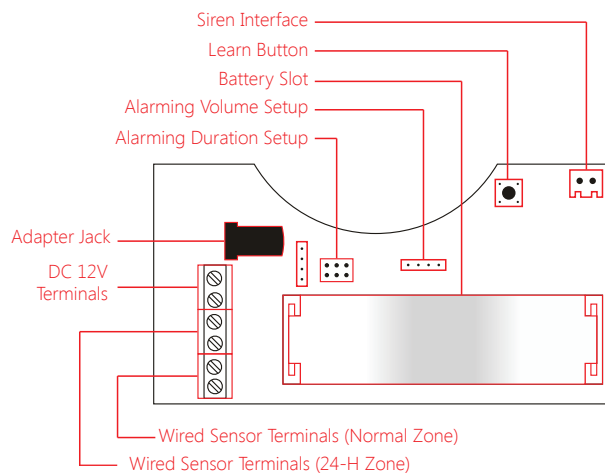 Siren Interface
Learn Button
Battery Slot
Alarming Volume Setup
Alarming Duration Setup
Adapter Jack
DC 12V
Terminals
Wired Sensor Terminals (Normal Zone)
Wired Sensor Terminals (24-H Zone)